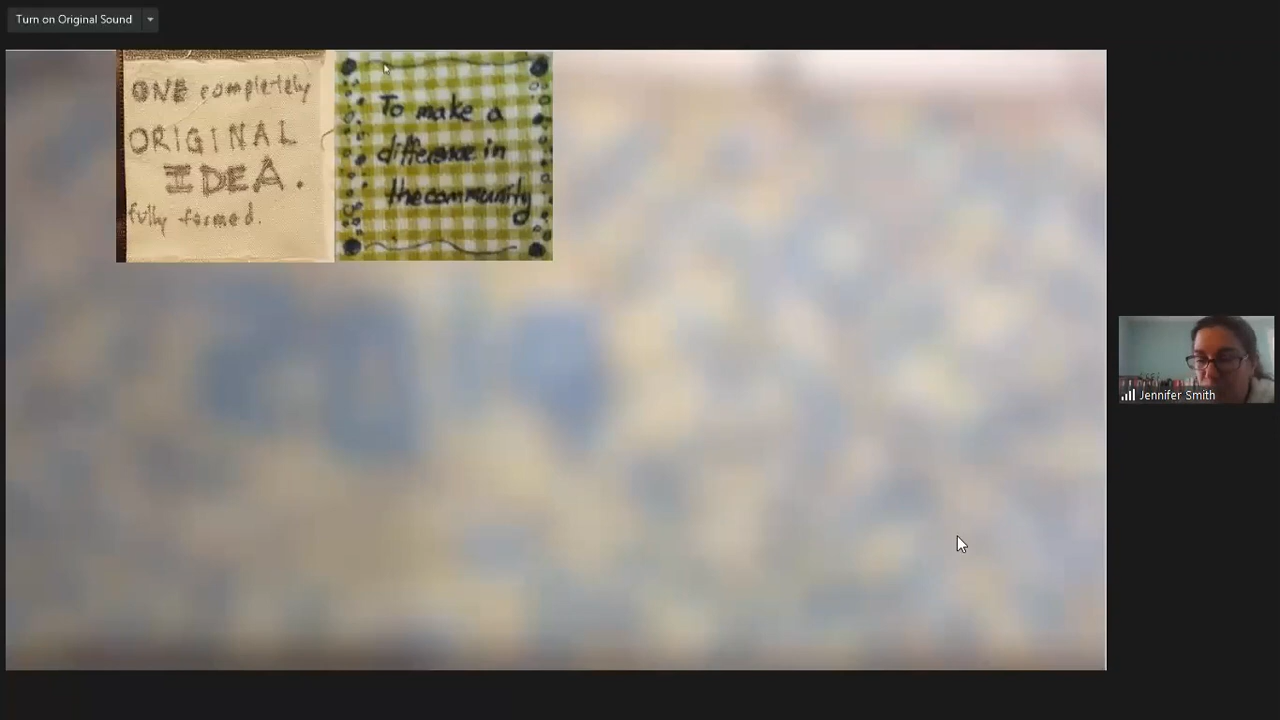 Turn on Original Sound
ONE completely
ORIGINAL
IDEA.
fully formed.
To make a
difference in
the community
Jennifer Smith